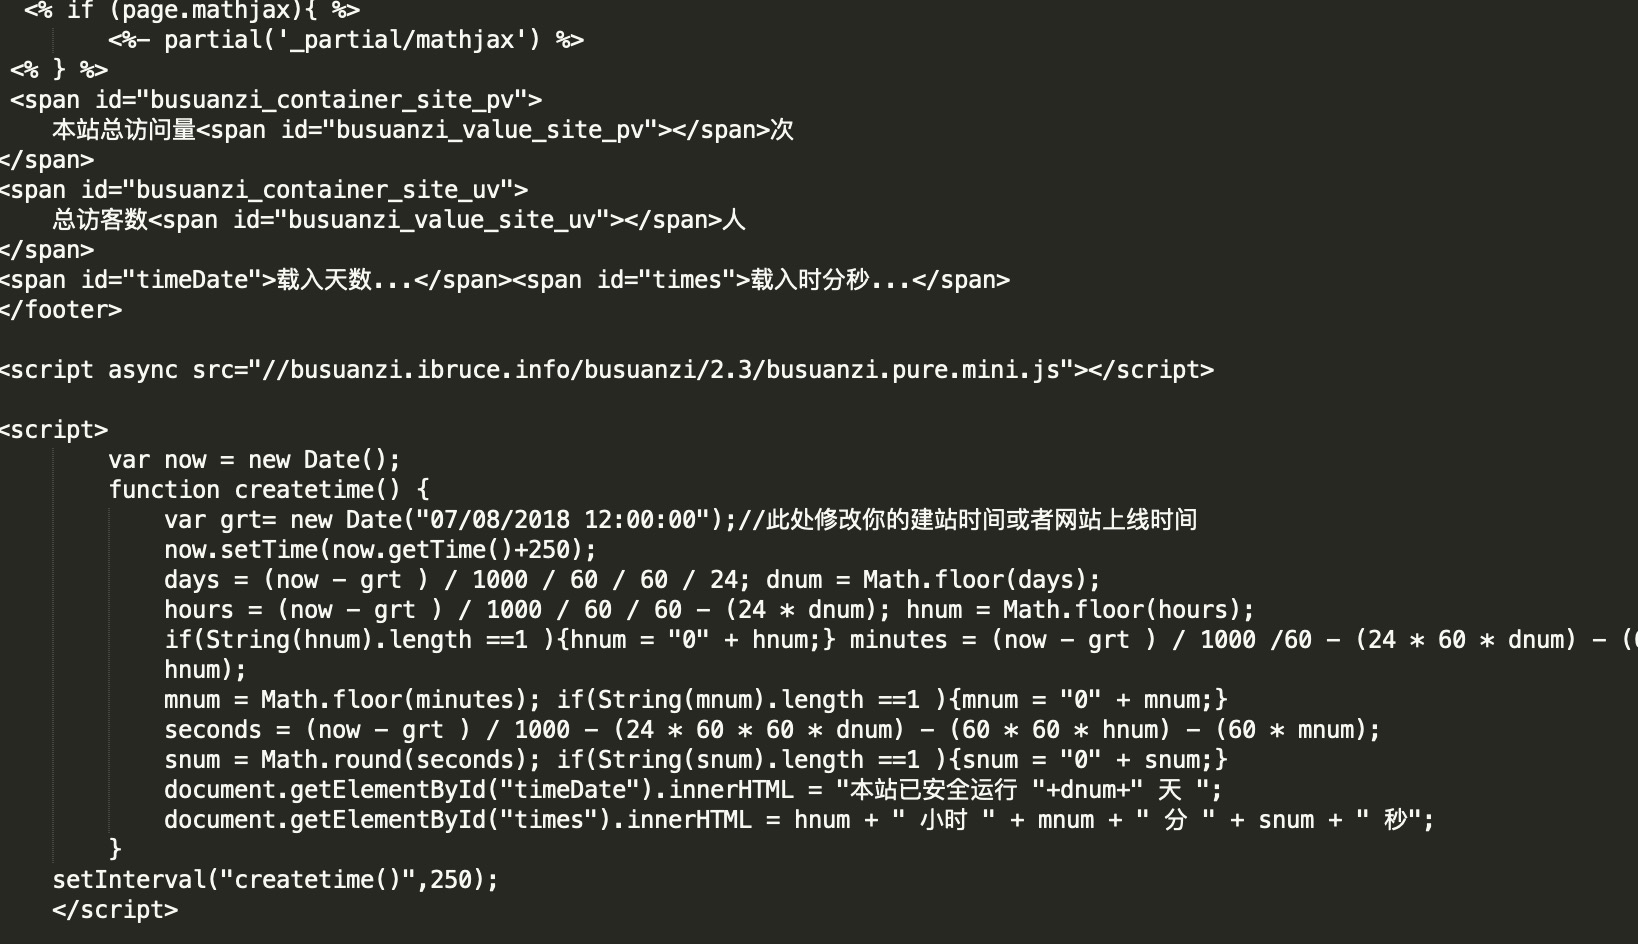 <% if (page.mathjax){ %>
<%- partial('_partial/mathjax') %>
<% } %>
<span id="busuanzi_container_site_pv">
本站总访问量<span id="busuanzi_value_site_pv"></span>次
</span>
<span id="busuanzi_container_site_uv">
总访客数<span id="busuanzi_value_site_uv"></span>人
</span>
<span id="timeDate">载入天数...</span><span id="times">载入时分秒...</span>
</footer>
<script async src="//busuanzi.ibruce.info/busuanzi/2.3/busuanzi.pure.mini.js"></script>
<script>
var now = new Date();
function createtime() {
var grt= new Date("07/08/2018 12:00:00");//此处修改你的建站时间或者网站上线时间
now.setTime(now.getTime()+250);
days = (now - grt ) / 1000 / 60 / 60 / 24; dnum = Math.floor(days);
hours = (now - grt ) / 1000 / 60 / 60 - (24 * dnum); hnum = Math.floor(hours);
if(String(hnum).length ==1 ){hnum = "0" + hnum;} minutes = (now - grt ) / 1000 /60 - (24 * 60 * dnum) - (
hnum);
mnum = Math.floor(minutes); if(String(mnum).length ==1 ){mnum = "0" + mnum;}
seconds = (now - grt ) / 1000 - (24 * 60 * 60 * dnum) - (60 * 60 * hnum) - (60 * mnum);
snum = Math.round(seconds); if(String(snum).length ==1 ){snum = "0" + snum;}
document.getElementById("timeDate").innerHTML = "本站已安全运行 "+dnum+" 天 ";
document.getElementById("times").innerHTML = hnum + " 小时 " + mnum + " 分 " + snum + " 秒";
}
setInterval("createtime()",250);
</script>